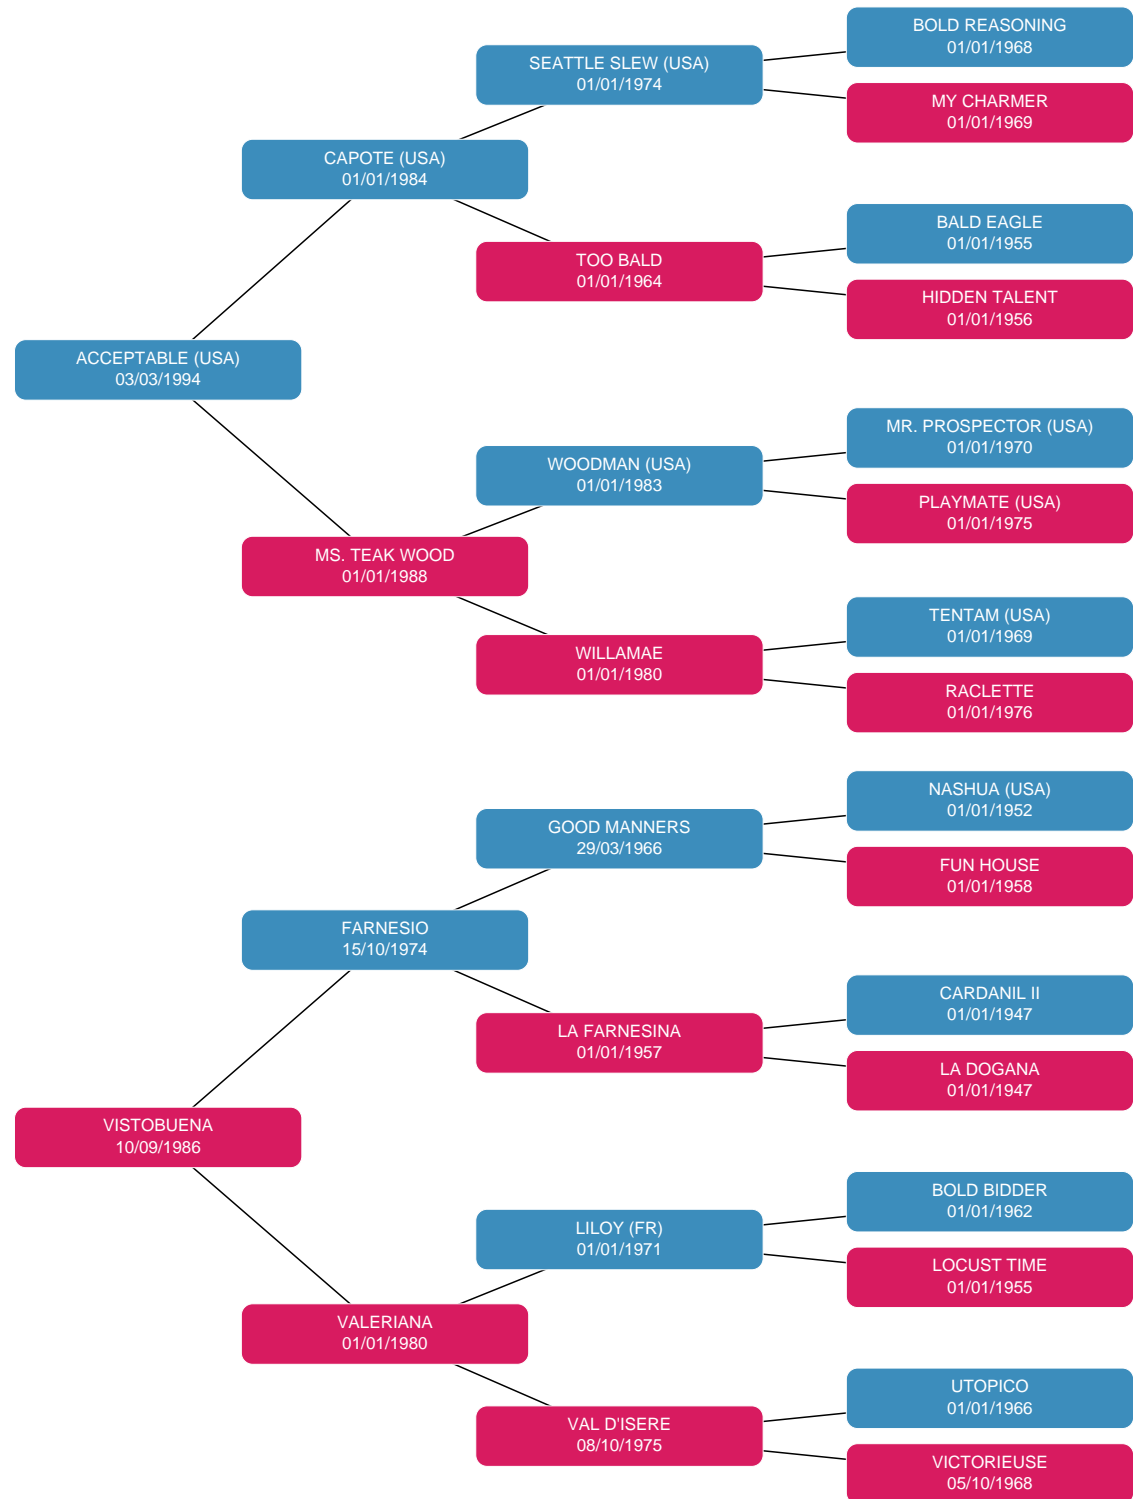 BOLD REASONING
01/01/1968
SEATTLE SLEW (USA)
01/01/1974
MY CHARMER
01/01/1969
CAPOTE (USA)
01/01/1984
BALD EAGLE
01/01/1955
TOO BALD
01/01/1964
HIDDEN TALENT
01/01/1956
ACCEPTABLE (USA)
03/03/1994
MR. PROSPECTOR (USA)
01/01/1970
WOODMAN (USA)
01/01/1983
PLAYMATE (USA)
01/01/1975
MS. TEAK WOOD
01/01/1988
TENTAM (USA)
01/01/1969
WILLAMAE
01/01/1980
RACLETTE
01/01/1976
NASHUA (USA)
01/01/1952
GOOD MANNERS
29/03/1966
FUN HOUSE
01/01/1958
FARNESIO
15/10/1974
CARDANIL II
01/01/1947
LA FARNESINA
01/01/1957
LA DOGANA
01/01/1947
VISTOBUENA
10/09/1986
BOLD BIDDER
01/01/1962
LILOY (FR)
01/01/1971
LOCUST TIME
01/01/1955
VALERIANA
01/01/1980
UTOPICO
01/01/1966
VAL D'ISERE
08/10/1975
VICTORIEUSE
05/10/1968